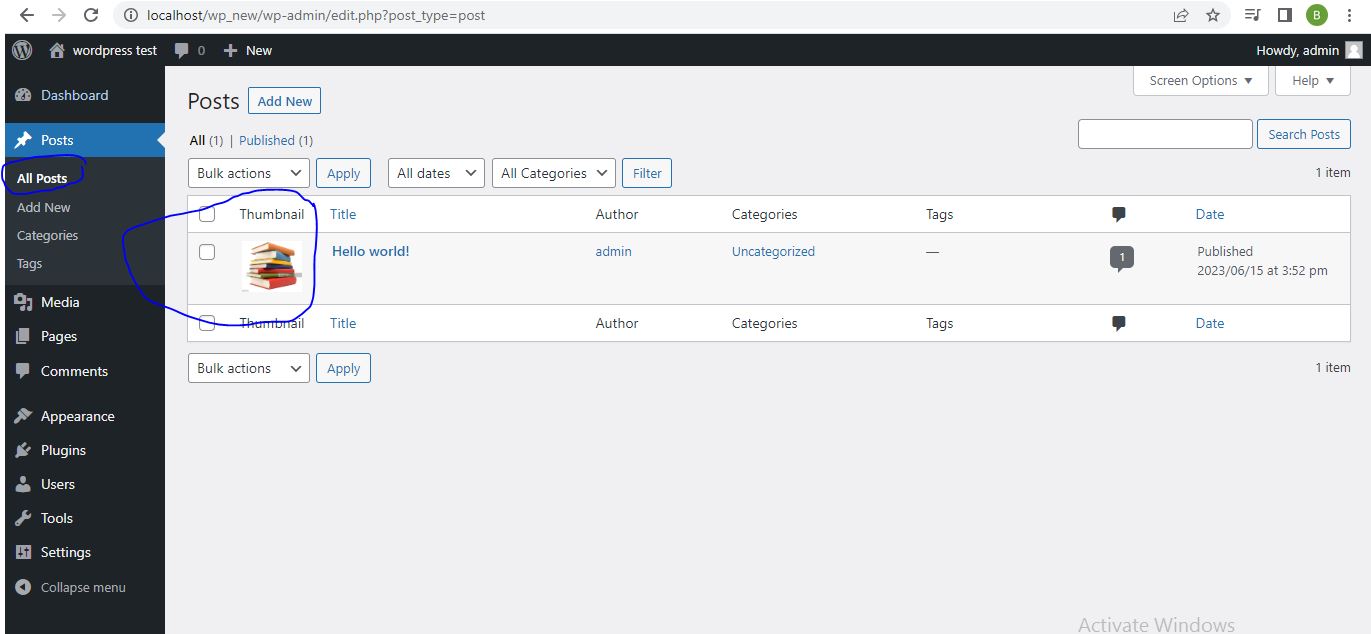 localhost/wp_new/wp-admin/edit.php?post_type=post
B
wordpress test 0 New Howdy, admin
Screen Options Help
Dashboard
Posts
All Posts
Add New
Categories
Tags
Media
Pages
Comments
Appearance
Plugins
Users
Tools
Settings
Collapse menu
Posts Add New
All (1) | Published (1)
Search Posts
Bulk actions Apply All dates All Categories Filter 1 item
Thumbnail Title Author Categories Tags Date
Hello world! admin Uncategorized — 1 Published
2023/06/15 at 3:52 pm
Thumbnail Title Author Categories Tags Date
Bulk actions Apply 1 item
Activate Windows